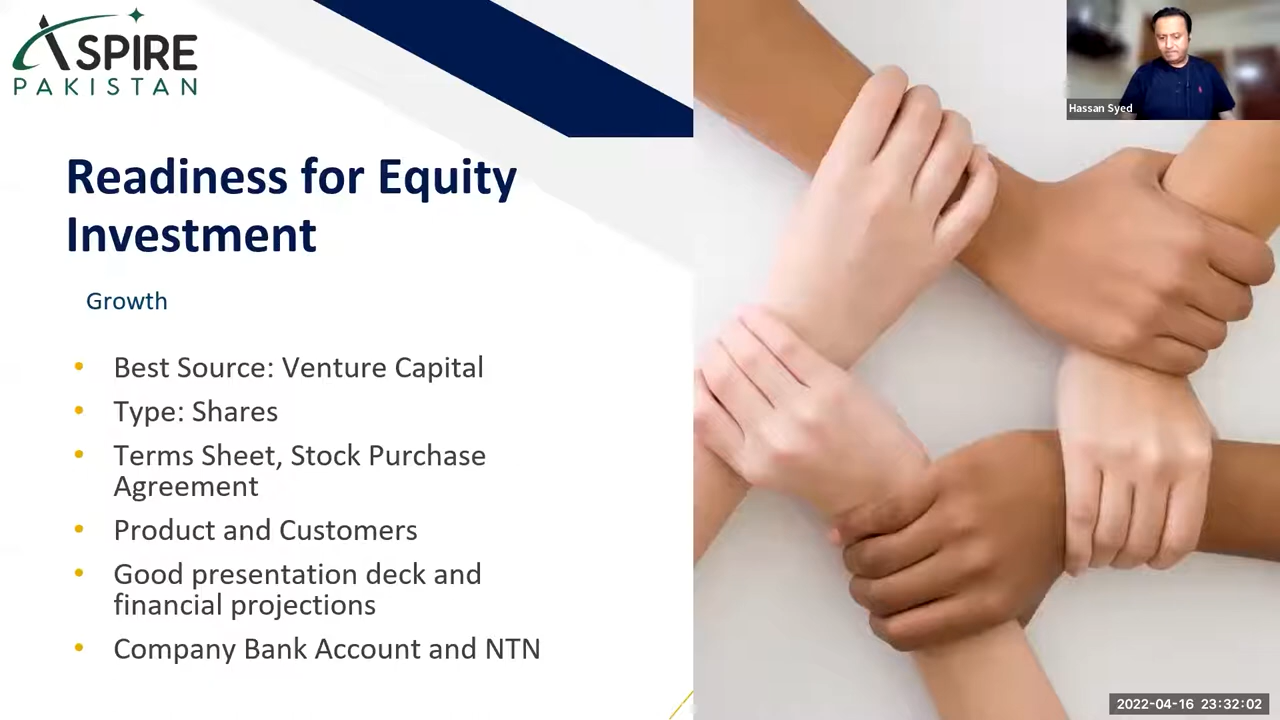 ASPIRE
PAKISTAN
Hassan Syed
Readiness for Equity
Investment
Growth
• Best Source: Venture Capital
• Type: Shares
• Terms Sheet, Stock Purchase
Agreement
• Product and Customers
• Good presentation deck and
financial projections
• Company Bank Account and NTN
2022-04-16 23:32:02